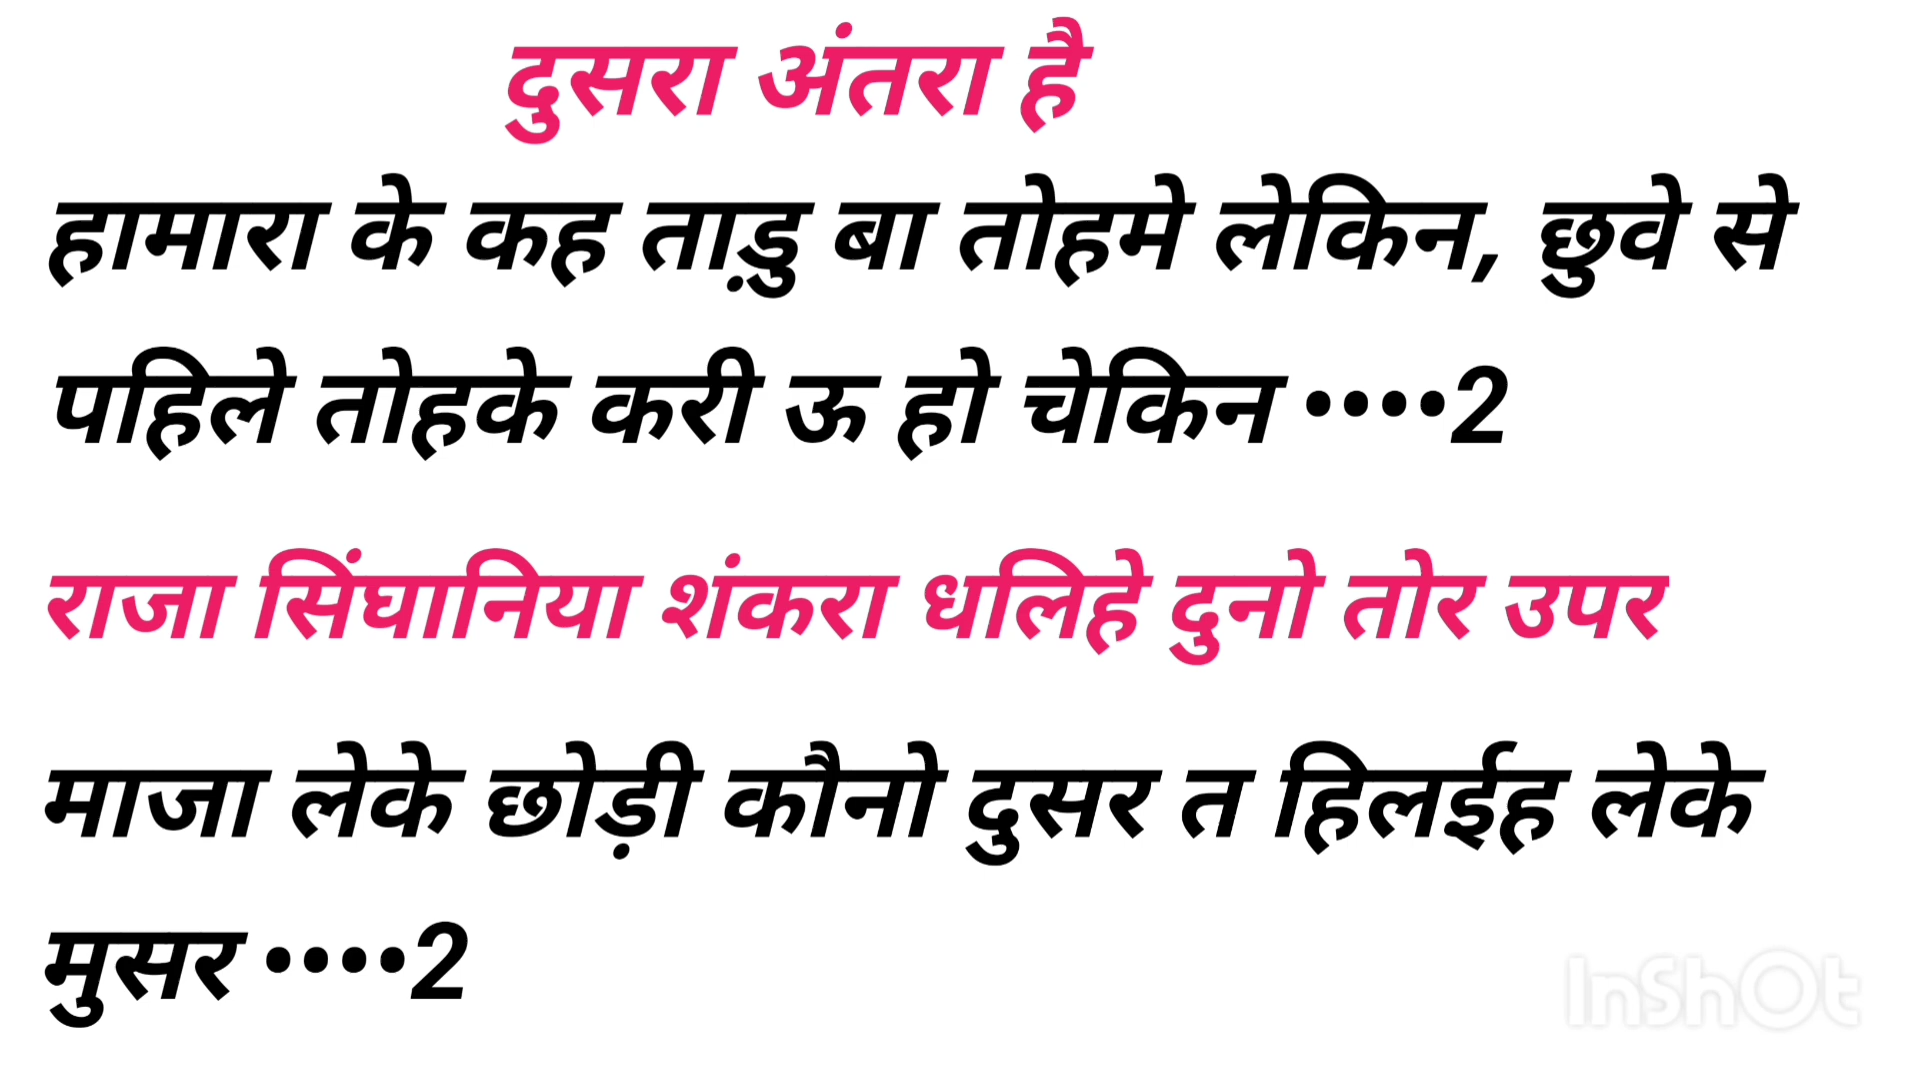 दुसरा अंतरा है
हामारा के कह ताड़ु बा तोहमे लेकिन, छुवे से
पहिले तोहके करी ऊ हो चेकिन ••••2
राजा सिंघानिया शंकरा धलिहे दुनो तोर उपर
माजा लेके छोड़ी कौनो दुसर त हिलईह लेके
मुसर ••••2
InShOt